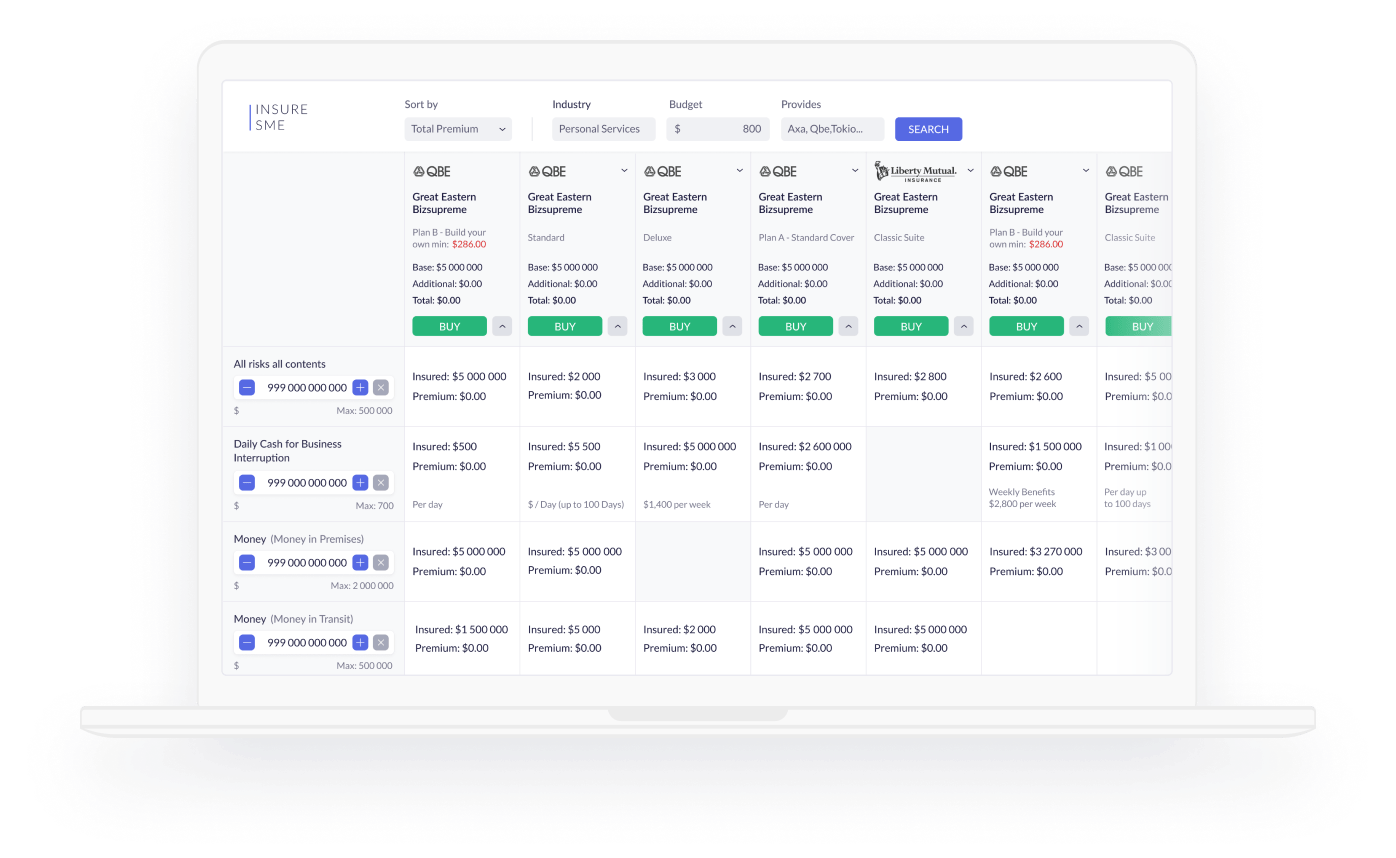 INSURE
SME
Sort by
Total Premium
Industry
Personal Services
Budget
$ 800
Provides
Axa, Qbe,Tokio...
SEARCH
QBE
Great Eastern
Bizsupreme
Plan B - Build your
own min: $286.00
Base: $5 000 000
Additional: $0.00
Total: $0.00
BUY
QBE
Great Eastern
Bizsupreme
Standard
Base: $5 000 000
Additional: $0.00
Total: $0.00
BUY
QBE
Great Eastern
Bizsupreme
Deluxe
Base: $5 000 000
Additional: $0.00
Total: $0.00
BUY
QBE
Great Eastern
Bizsupreme
Plan A - Standard Cover
Base: $5 000 000
Additional: $0.00
Total: $0.00
BUY
Liberty Mutual.
INSURANCE
Great Eastern
Bizsupreme
Classic Suite
Base: $5 000 000
Additional: $0.00
Total: $0.00
BUY
QBE
Great Eastern
Bizsupreme
Plan B - Build your
own min: $286.00
Base: $5 000 000
Additional: $0.00
Total: $0.00
BUY
QBE
Great Eastern
Bizsupreme
Classic Suite
Base: $5 000 000
Additional: $0.00
Total: $0.00
BUY
All risks all contents
999 000 000 000
$ Max: 500 000
Insured: $5 000 000
Premium: $0.00
Insured: $2 000
Premium: $0.00
Insured: $3 000
Premium: $0.00
Insured: $2 700
Premium: $0.00
Insured: $2 800
Premium: $0.00
Insured: $2 600
Premium: $0.00
Insured: $5 00
Premium: $0.0
Daily Cash for Business
Interruption
999 000 000 000
$ Max: 700
Insured: $500
Premium: $0.00
Per day
Insured: $5 500
Premium: $0.00
$ / Day (up to 100 Days)
Insured: $5 000 000
Premium: $0.00
$1,400 per week
Insured: $2 600 000
Premium: $0.00
Per day
Insured: $1 500 000
Premium: $0.00
Weekly Benefits
$2,800 per week
Insured: $1 00
Premium: $0.0
Per day up
to 100 days
Money (Money in Premises)
999 000 000 000
$ Max: 2 000 000
Insured: $5 000 000
Premium: $0.00
Insured: $5 000 000
Premium: $0.00
Insured: $5 000 000
Premium: $0.00
Insured: $5 000 000
Premium: $0.00
Insured: $3 270 000
Premium: $0.00
Insured: $3 00
Premium: $0.0
Money (Money in Transit)
999 000 000 000
$ Max: 500 000
Insured: $1 500 000
Premium: $0.00
Insured: $5 000
Premium: $0.00
Insured: $2 000
Premium: $0.00
Insured: $5 000 000
Premium: $0.00
Insured: $5 000 000
Premium: $0.00